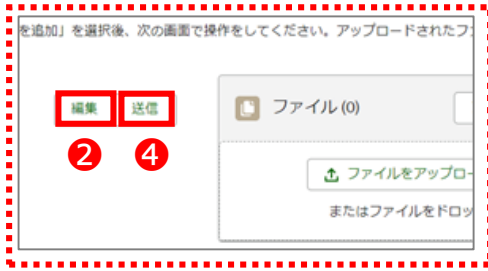 を追加」を選択後、次の画面で操作をしてください。アップロードされたファ
編集 送信
ファイル (0)
2 4
ファイルをアップロー
またはファイルをドロッ